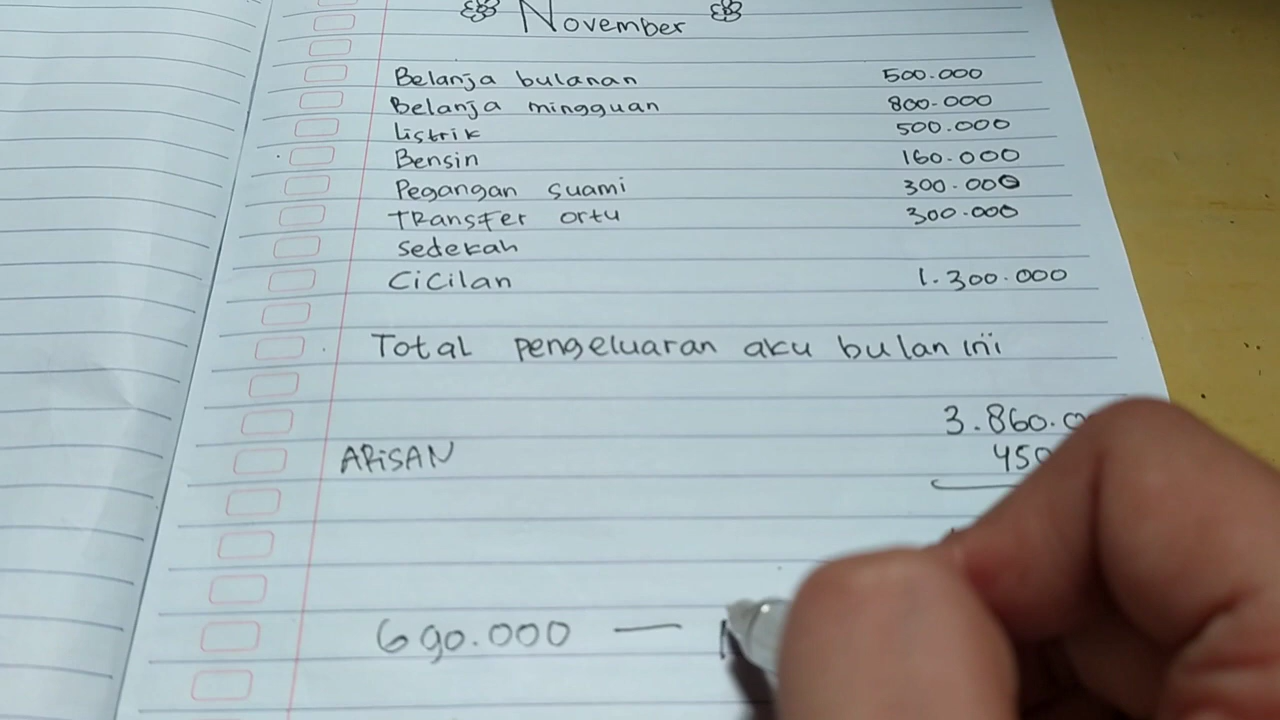 November
Belanja bulanan 500.000
Belanja mingguan 800.000
Listrik 500.000
Bensin 160.000
Pegangan suami 300.000
TRansfer ortu 300.000
Sedekah
Cicilan 1.300.000
Total pengeluaran aku bulan ini
3.860.0
ARiSAN 450
690.000 —